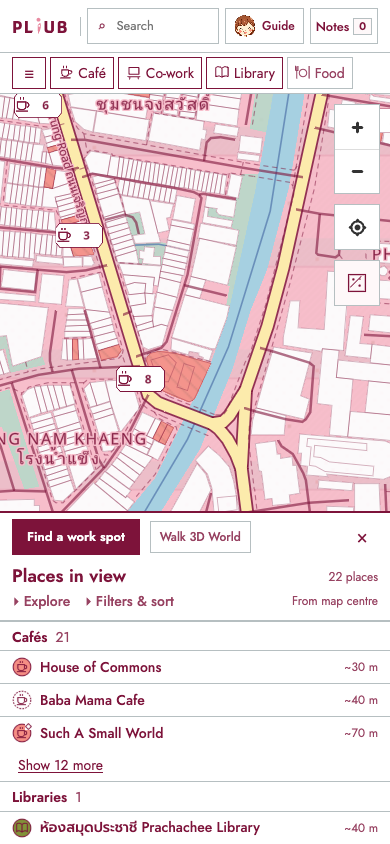 PLIUB
Search
Guide
Notes 0
Café
Co-work
Library
Food
6
ชุมชนจงสวัสดิ์
3
8
NG NAM KHAENG
โรงน้ำแข็ง
Find a work spot
Walk 3D World
Places in view
22 places
Explore
Filters & sort
From map centre
Cafés 21
House of Commons ~30 m
Baba Mama Cafe ~40 m
Such A Small World ~70 m
Show 12 more
Libraries 1
ห้องสมุดประชาชี Prachachee Library ~40 m